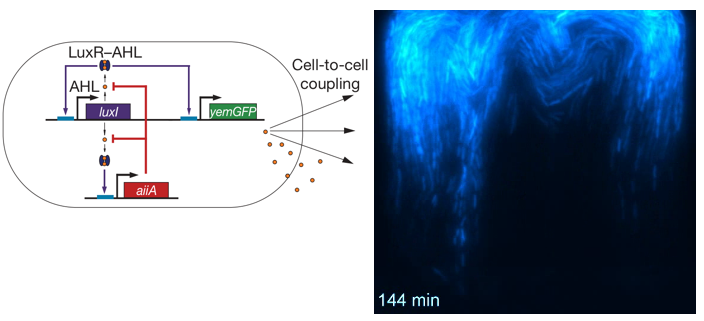 LuxR–AHL
AHL
luxI
yemGFP
aiiA
Cell-to-cell
coupling
144 min